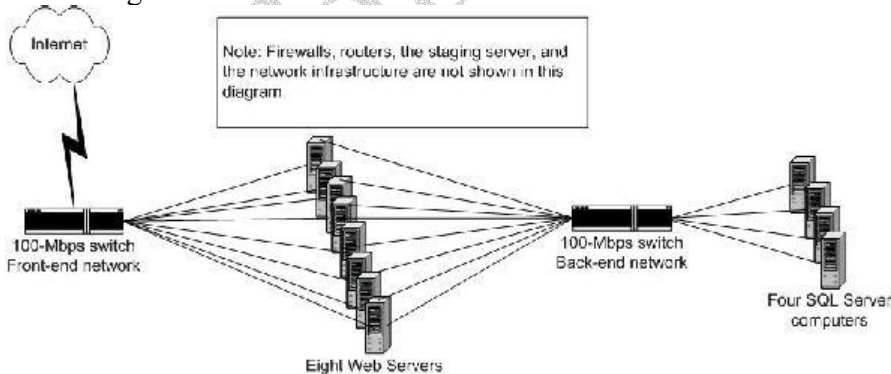 Internet
Note: Firewalls, routers, the staging server, and
the network infrastructure are not shown in this
diagram
100-Mbps switch
Front-end network
100-Mbps switch
Back-end network
Four SQL Server
computers
Eight Web Servers